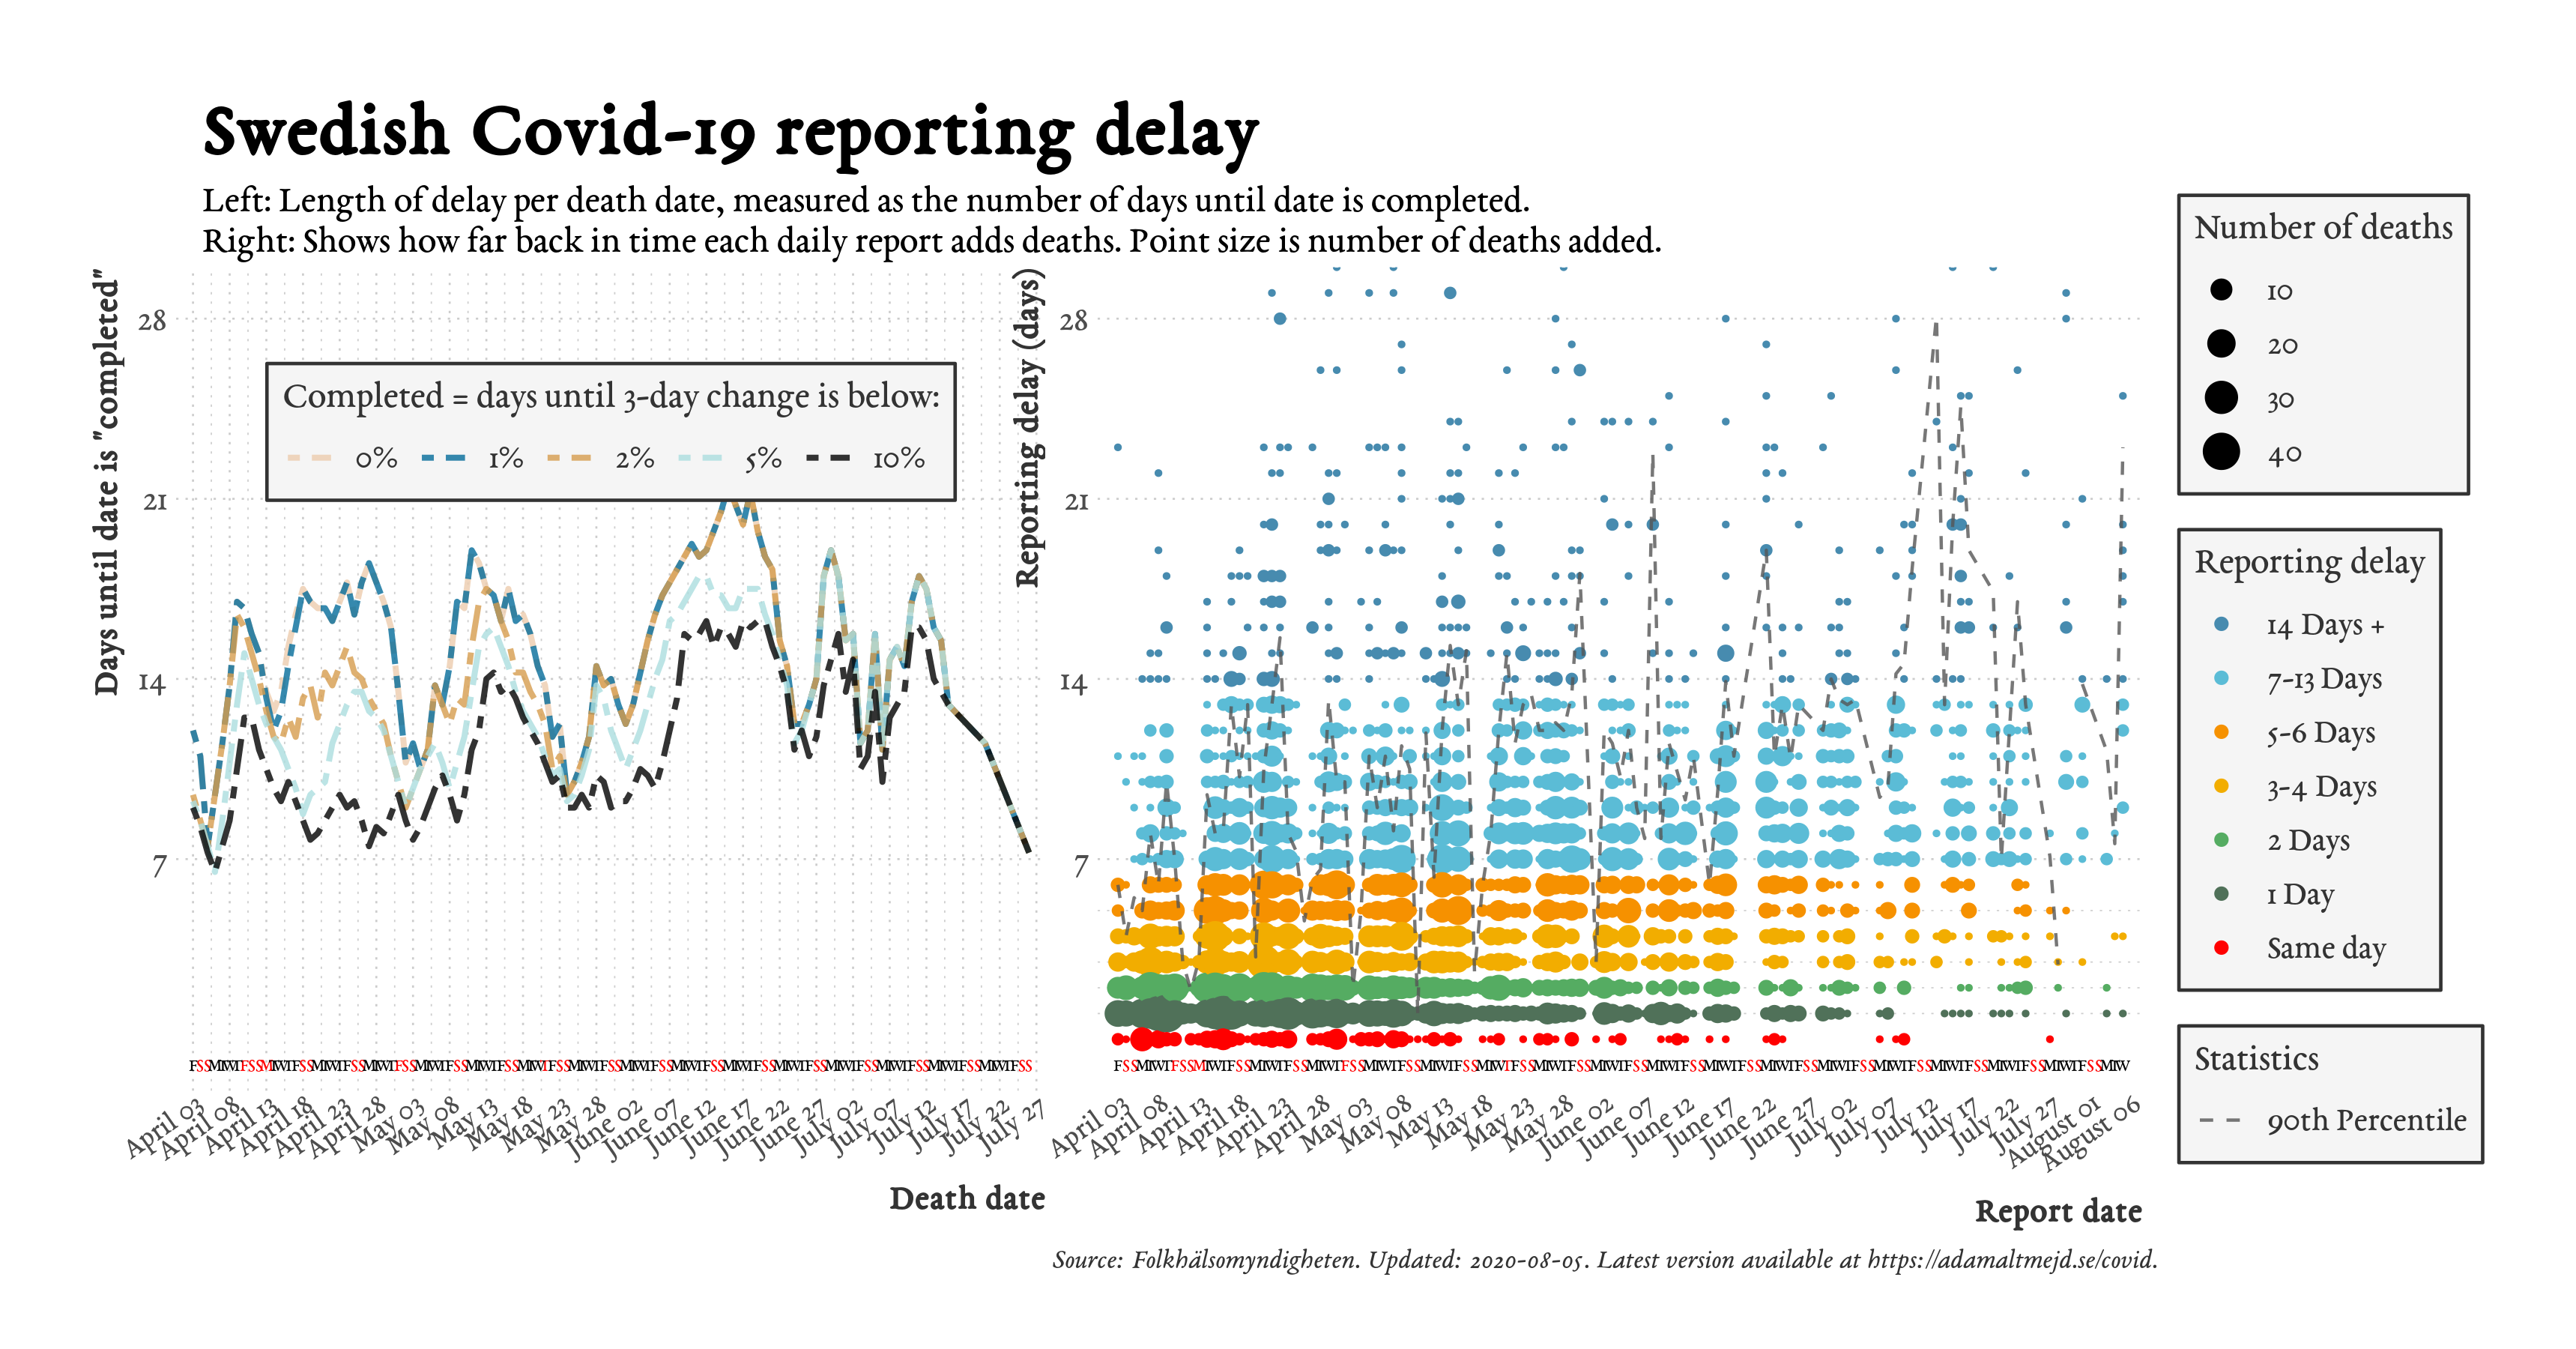 Swedish Covid-19 reporting delay
Left: Length of delay per death date, measured as the number of days until date is completed.
Right: Shows how far back in time each daily report adds deaths. Point size is number of deaths added.
Days until date is "completed"
28
21
14
7
Completed = days until 3-day change is below:
0% 1% 2% 5% 10%
April 03
April 08
April 13
April 18
April 23
April 28
May 03
May 08
May 13
May 18
May 23
May 28
June 02
June 07
June 12
June 17
June 22
June 27
July 02
July 07
July 12
July 17
July 22
July 27
Death date
Reporting delay (days)
28
21
14
7
April 03
April 08
April 13
April 18
April 23
April 28
May 03
May 08
May 13
May 18
May 23
May 28
June 02
June 07
June 12
June 17
June 22
June 27
July 02
July 07
July 12
July 17
July 22
July 27
August 01
August 06
Report date
Number of deaths
10
20
30
40
Reporting delay
14 Days +
7-13 Days
5-6 Days
3-4 Days
2 Days
1 Day
Same day
Statistics
90th Percentile
Source: Folkhälsomyndigheten. Updated: 2020-08-05. Latest version available at https://adamaltmejd.se/covid.